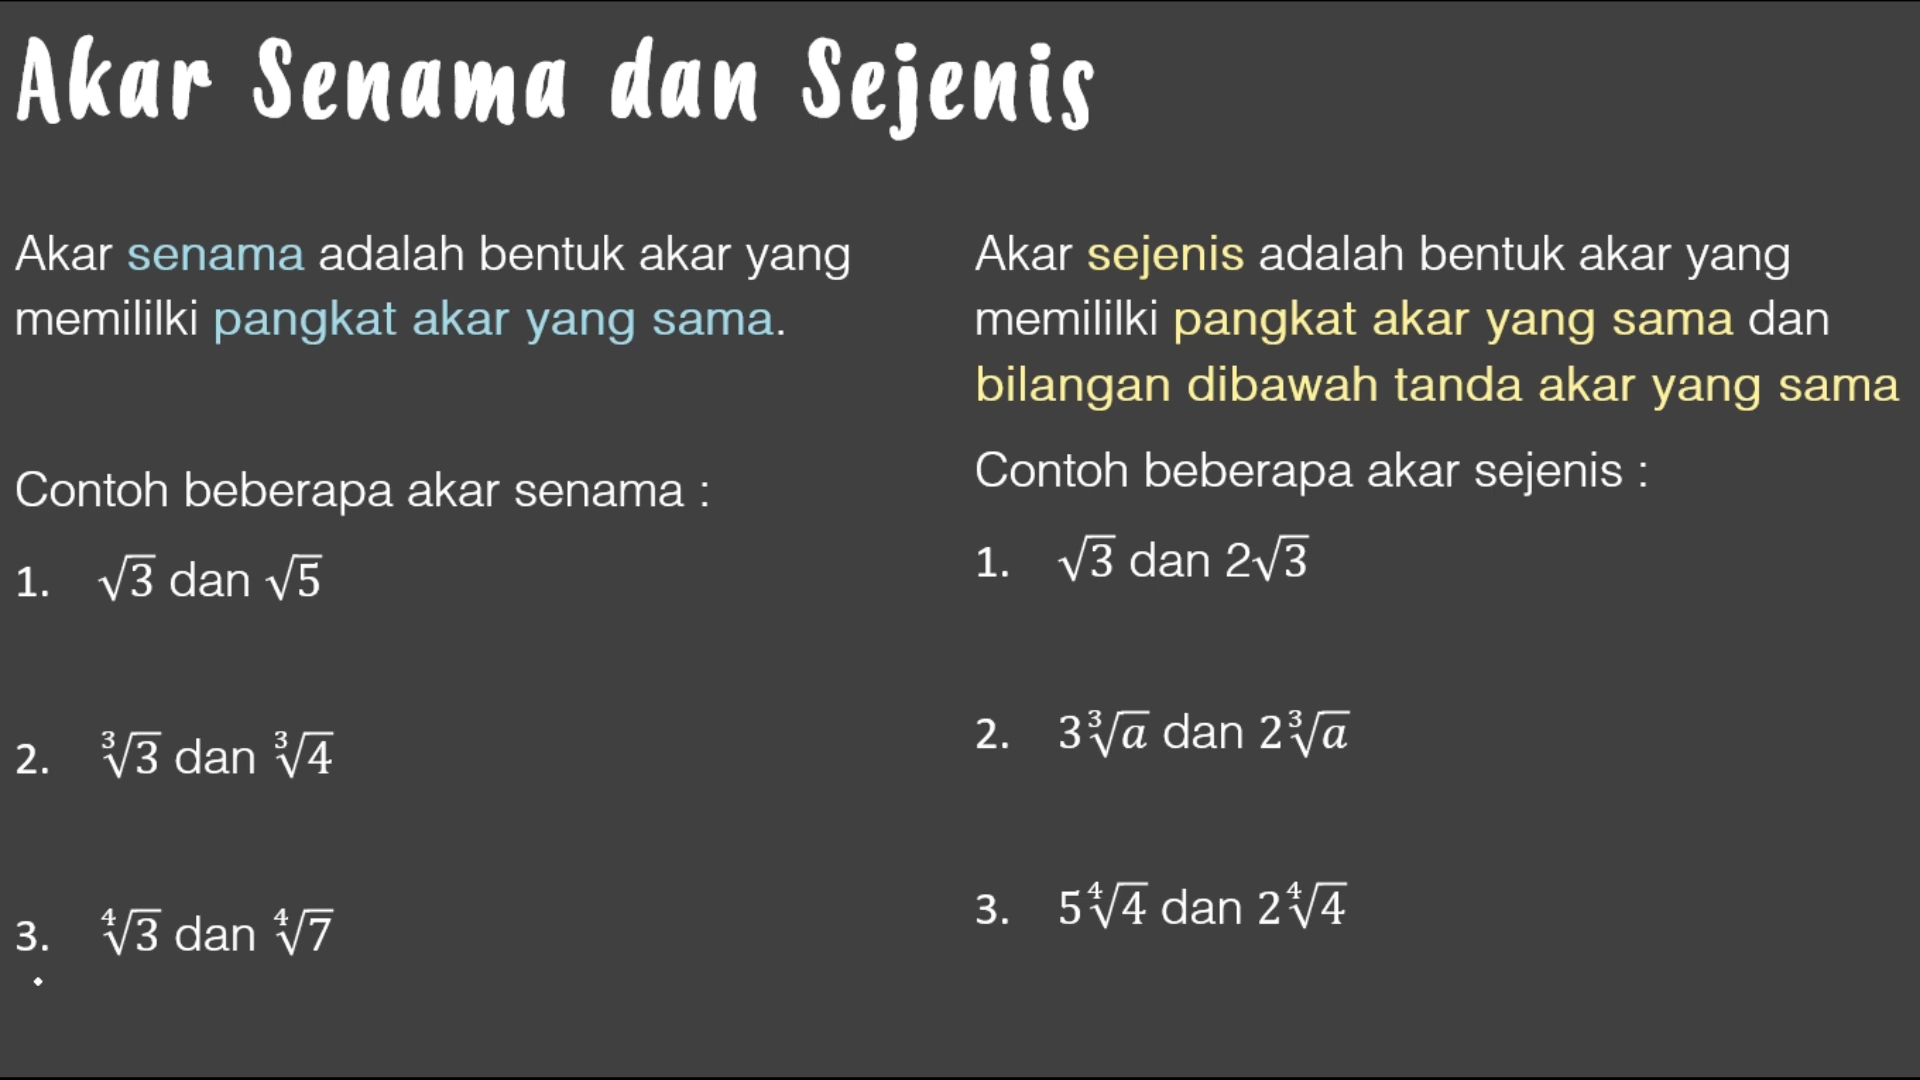 Akar Senama dan Sejenis
Akar senama adalah bentuk akar yang
memililki pangkat akar yang sama.
Contoh beberapa akar senama :
1. √3 dan √5
2. ∛3 dan ∛4
3. ∜3 dan ∜7
Akar sejenis adalah bentuk akar yang
memililki pangkat akar yang sama dan
bilangan dibawah tanda akar yang sama
Contoh beberapa akar sejenis :
1. √3 dan 2√3
2. 3∛a dan 2∛a
3. 5∜4 dan 2∜4